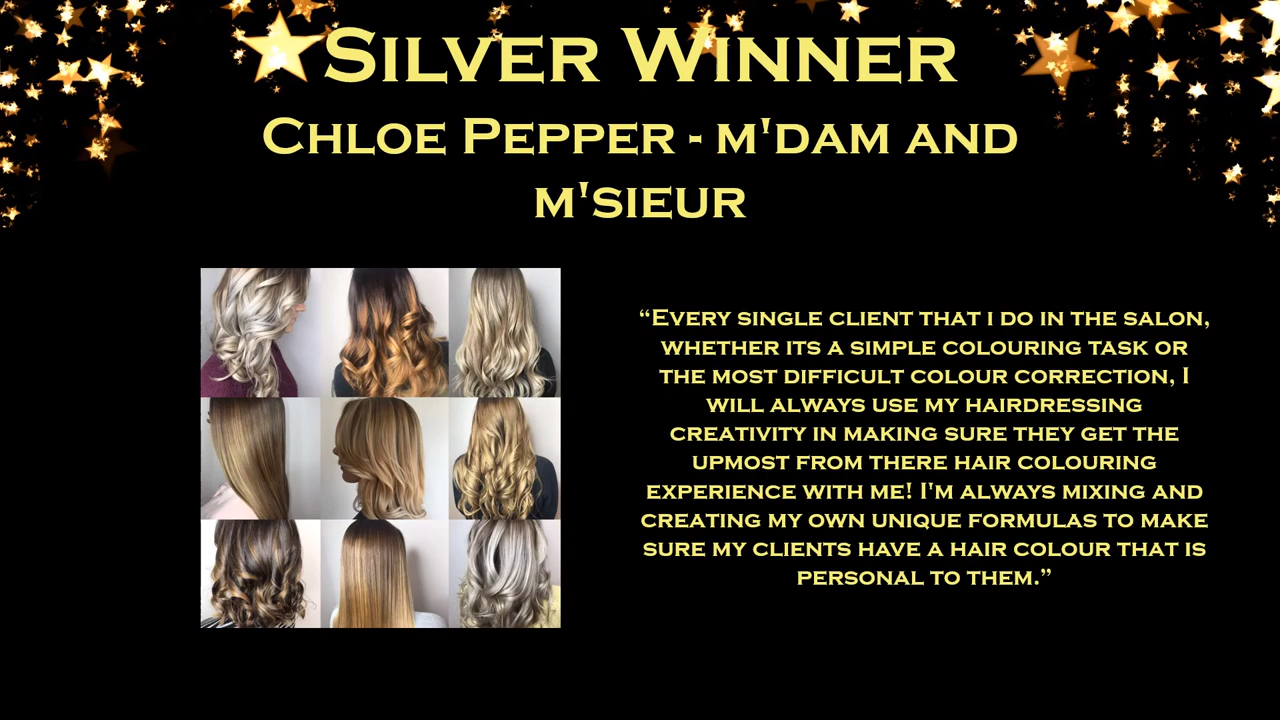 Silver Winner
Chloe Pepper - m'dam and
m'sieur
“Every single client that i do in the salon,
whether its a simple colouring task or
the most difficult colour correction, I
will always use my hairdressing
creativity in making sure they get the
upmost from there hair colouring
experience with me! I'm always mixing and
creating my own unique formulas to make
sure my clients have a hair colour that is
personal to them.”